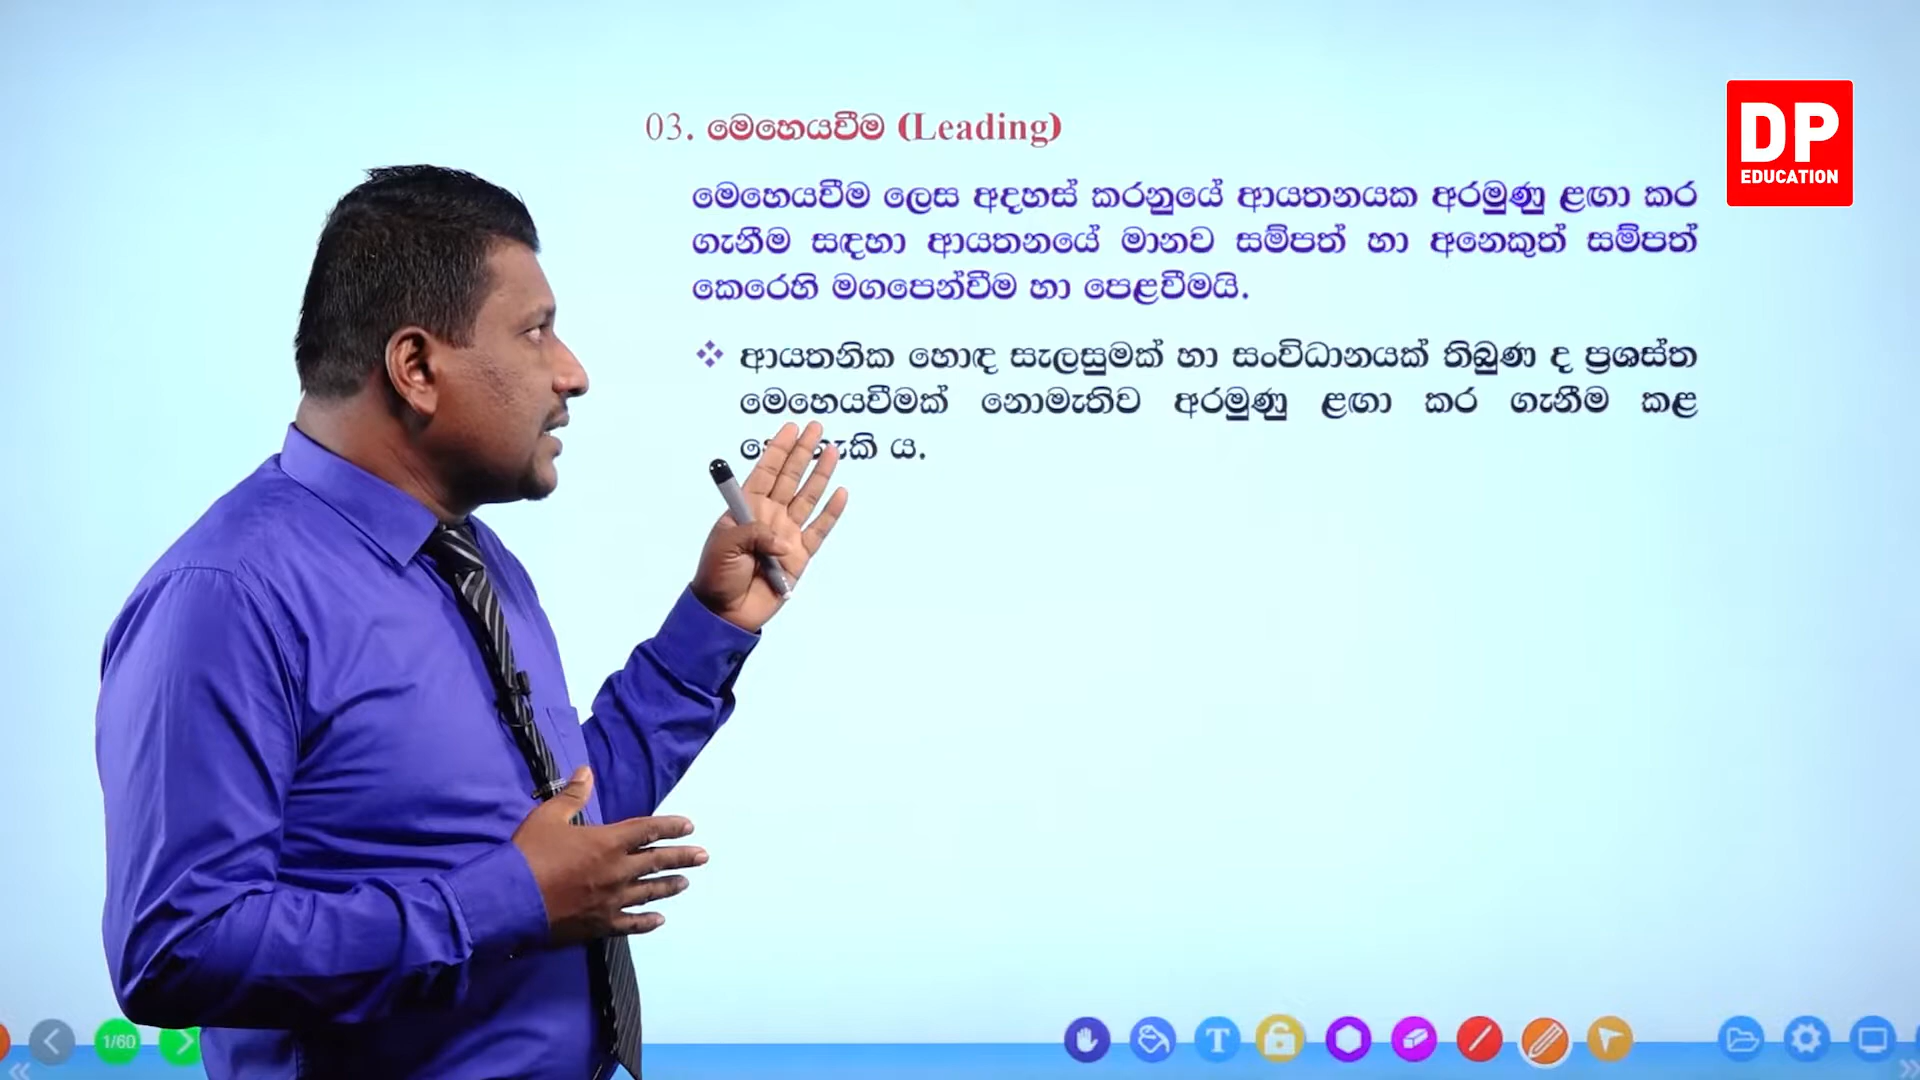 03. මෙහෙයවීම (Leading)
DP
EDUCATION
මෙහෙයවීම ලෙස අදහස් කරනුයේ ආයතනයක අරමුණු ළඟා කර
ගැනීම සඳහා ආයතනයේ මානව සම්පත් හා අනෙකුත් සම්පත්
කෙරෙහි මගපෙන්වීම හා පෙළවීමයි.
❖ ආයතනික හොඳ සැලසුමක් හා සංවිධානයක් තිබුණ ද ප්‍රශස්ත
මෙහෙයවීමක් නොමැතිව අරමුණු ළඟා කර ගැනීම කළ
ය.
1/60
T